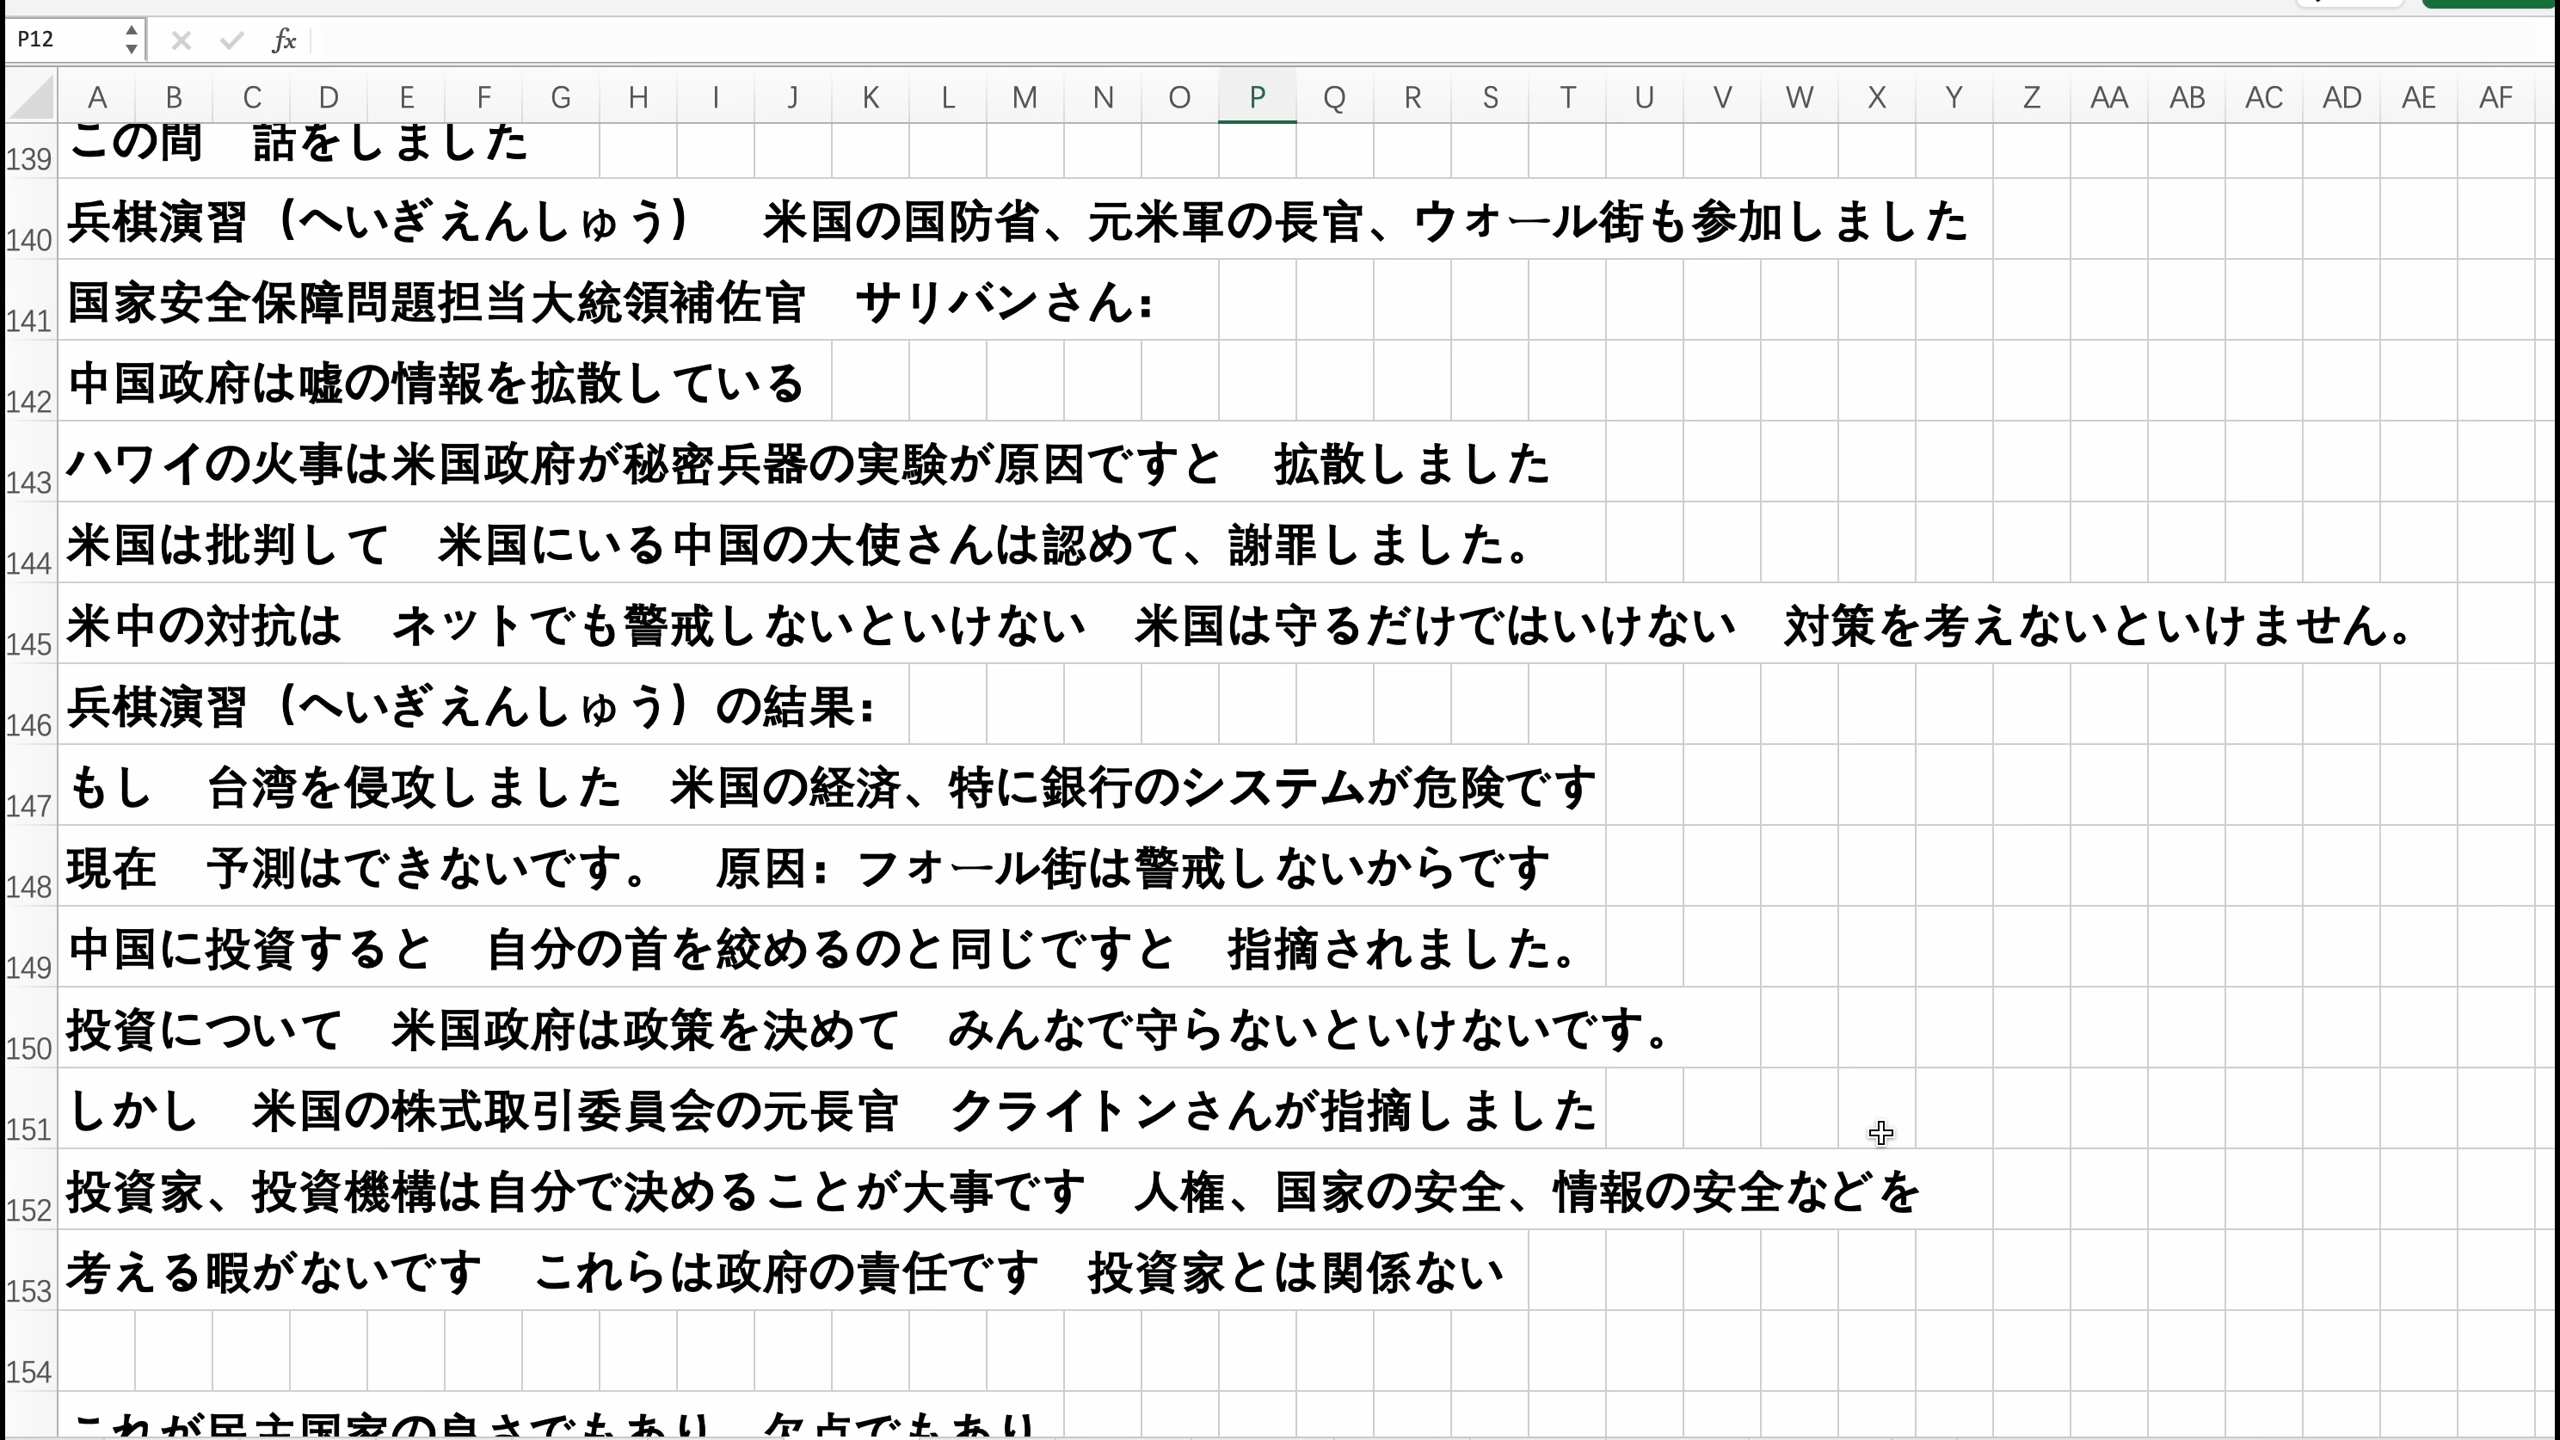 P12
fx
A B C D E F G H I J K L M N O P Q R S T U V W X Y Z AA AB AC AD AE AF
139 この間　話をしました
140 兵棋演習（へいぎえんしゅう）　米国の国防省、元米軍の長官、ウォール街も参加しました
141 国家安全保障問題担当大統領補佐官　サリバンさん：
142 中国政府は嘘の情報を拡散している
143 ハワイの火事は米国政府が秘密兵器の実験が原因ですと　拡散しました
144 米国は批判して　米国にいる中国の大使さんは認めて、謝罪しました。
145 米中の対抗は　ネットでも警戒しないといけない　米国は守るだけではいけない　対策を考えないといけません。
146 兵棋演習（へいぎえんしゅう）の結果：
147 もし　台湾を侵攻しました　米国の経済、特に銀行のシステムが危険です
148 現在　予測はできないです。　原因：フォール街は警戒しないからです
149 中国に投資すると　自分の首を絞めるのと同じですと　指摘されました。
150 投資について　米国政府は政策を決めて　みんなで守らないといけないです。
151 しかし　米国の株式取引委員会の元長官　クライトンさんが指摘しました
152 投資家、投資機構は自分で決めることが大事です　人権、国家の安全、情報の安全などを
153 考える暇がないです　これらは政府の責任です　投資家とは関係ない
154
これが民主国家の良さでもあり　欠点でもあり